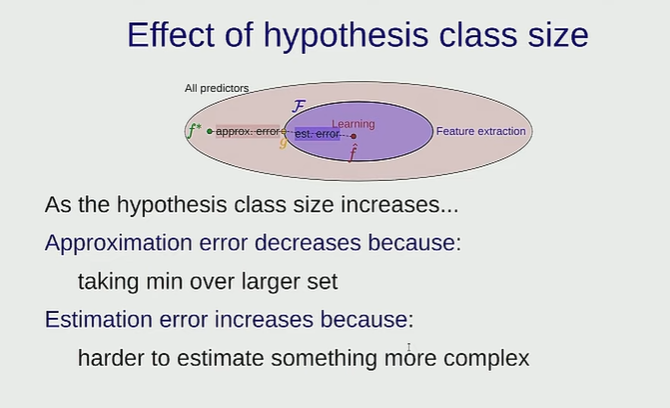 Effect of hypothesis class size
All predictors
F
Learning
f* approx. error est. error Feature extraction
g
f̂
As the hypothesis class size increases...
Approximation error decreases because:
taking min over larger set
Estimation error increases because:
harder to estimate something more complex